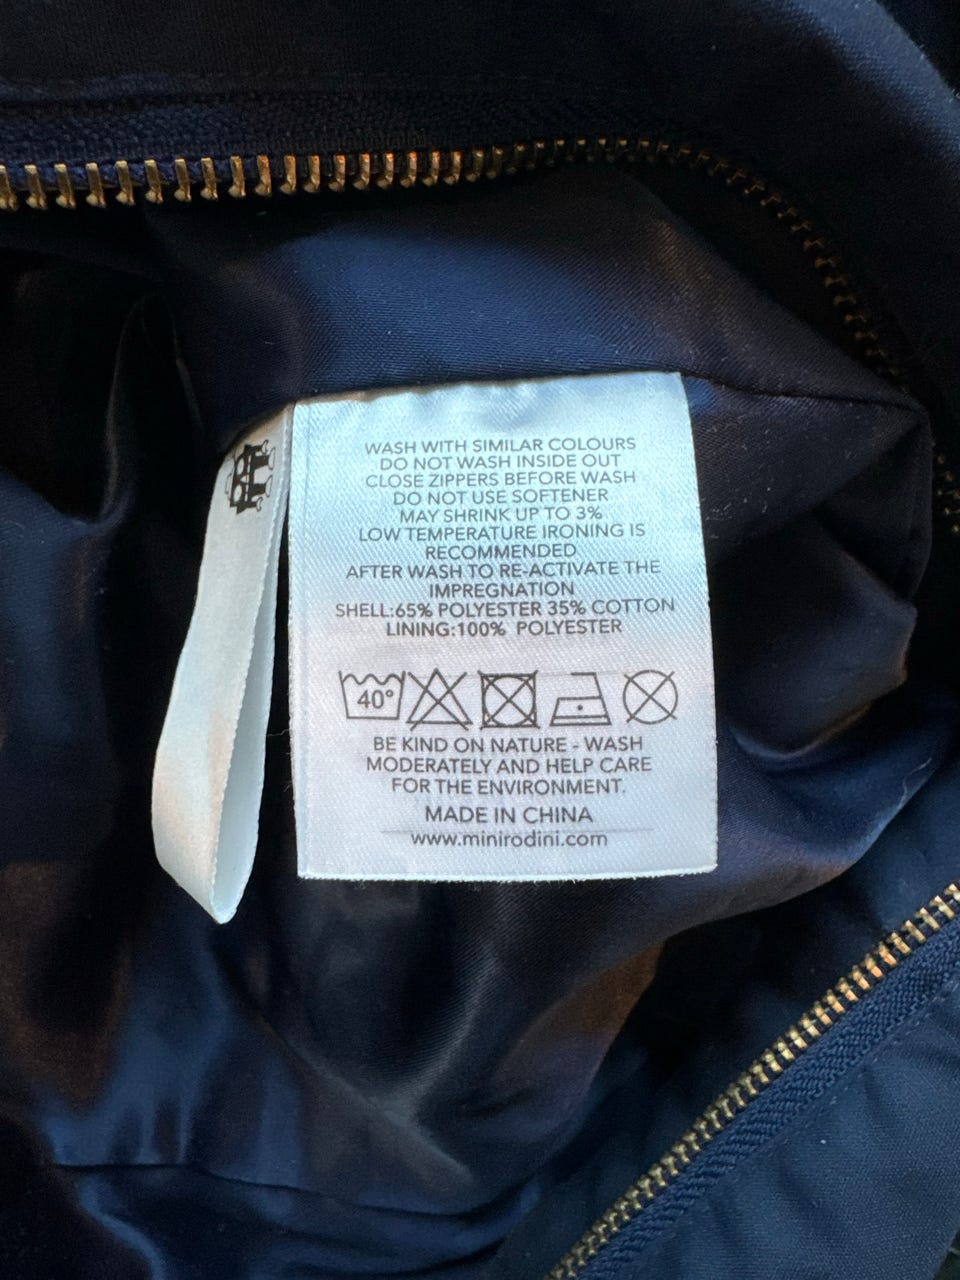 WASH WITH SIMILAR COLOURS
DO NOT WASH INSIDE OUT
CLOSE ZIPPERS BEFORE WASH
DO NOT USE SOFTENER
MAY SHRINK UP TO 3%
LOW TEMPERATURE IRONING IS
RECOMMENDED
AFTER WASH TO RE-ACTIVATE THE
IMPREGNATION
SHELL:65% POLYESTER 35% COTTON
LINING:100% POLYESTER
40°
BE KIND ON NATURE - WASH
MODERATELY AND HELP CARE
FOR THE ENVIRONMENT.
MADE IN CHINA
www.minirodini.com